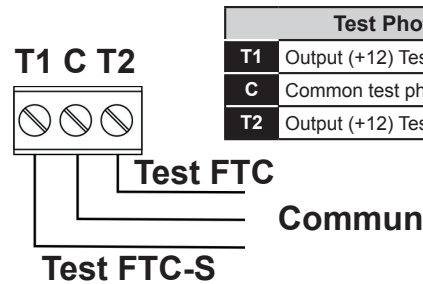 Test Pho
T1 Output (+12) Tes
C Common test ph
T2 Output (+12) Tes
T1 C T2
Test FTC
Commun
Test FTC-S